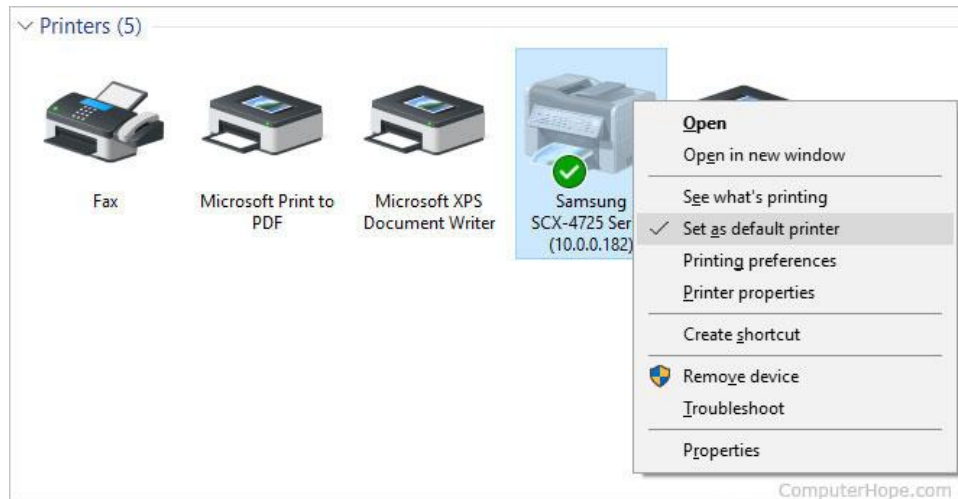 Printers (5)
Fax
Microsoft Print to
PDF
Microsoft XPS
Document Writer
Samsung
SCX-4725 Ser
(10.0.0.182)
Open
Open in new window
See what's printing
Set as default printer
Printing preferences
Printer properties
Create shortcut
Remove device
Troubleshoot
Properties
ComputerHope.com